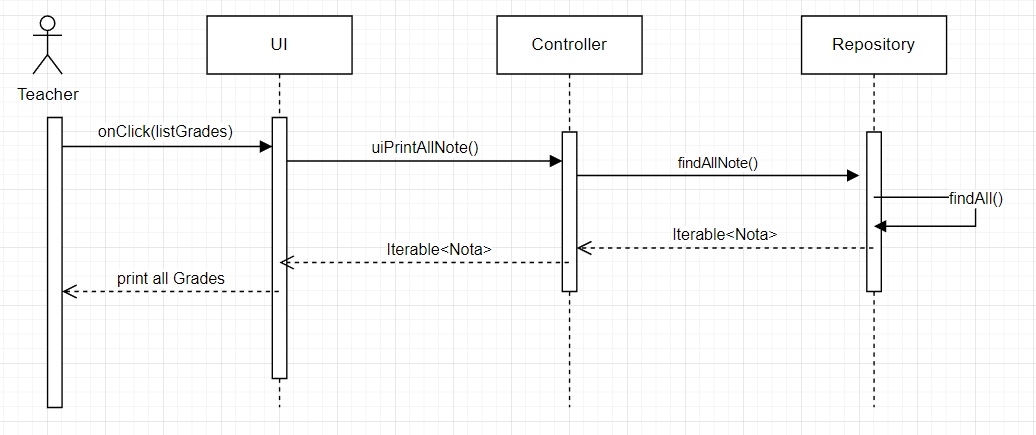 UI
Controller
Repository
Teacher
onClick(listGrades)
uiPrintAllNote()
findAllNote()
findAll()
Iterable<Nota>
Iterable<Nota>
print all Grades